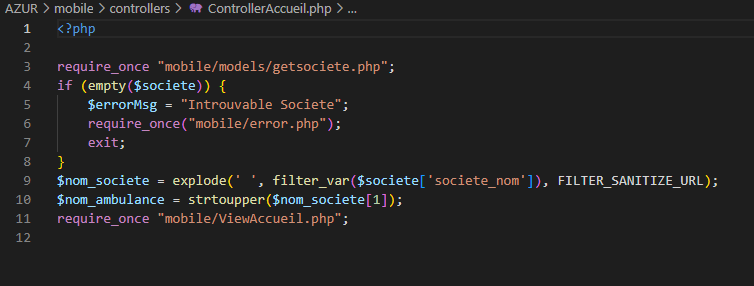 AZUR > mobile > controllers > ControllerAccueil.php > ...
1 <?php
2
3 require_once "mobile/models/getsociete.php";
4 if (empty($societe)) {
5     $errorMsg = "Introuvable Societe";
6     require_once("mobile/error.php");
7     exit;
8 }
9 $nom_societe = explode(' ', filter_var($societe['societe_nom']), FILTER_SANITIZE_URL);
10 $nom_ambulance = strtoupper($nom_societe[1]);
11 require_once "mobile/ViewAccueil.php";
12